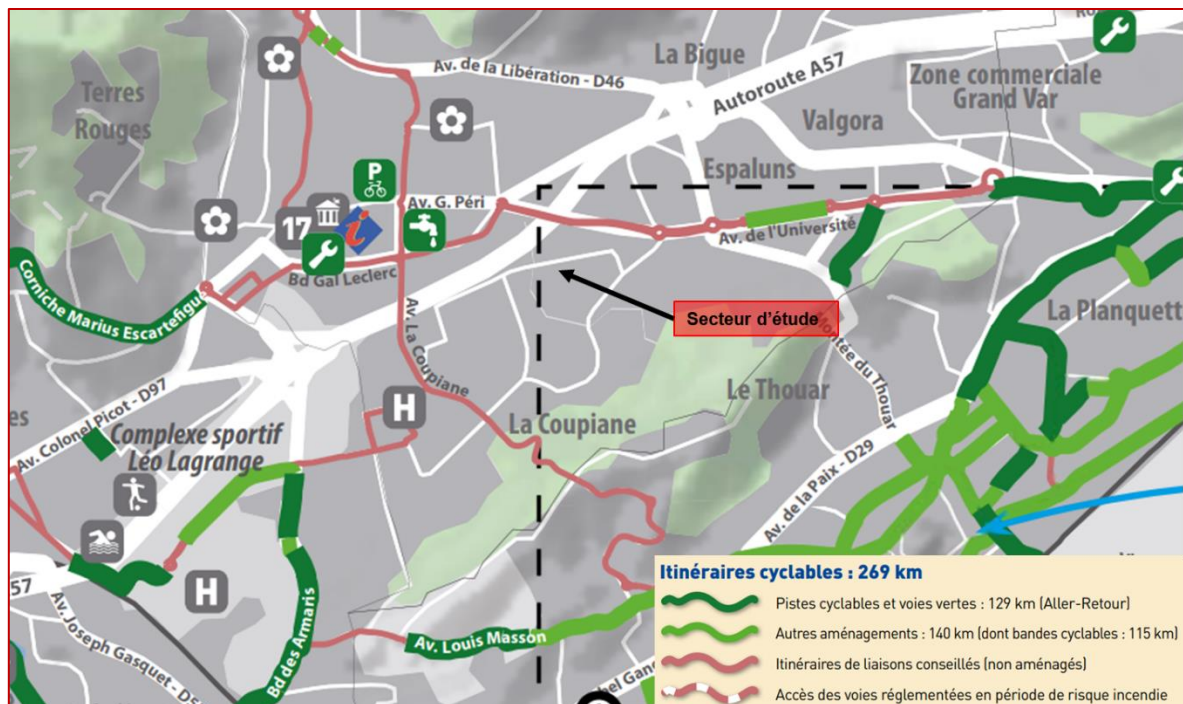 La Bigue
Av. de la Libération - D46
Autoroute A57
Zone commerciale
Grand Var
Terres
Rouges
Valgora
Espaluns
P
Av. G. Péri
17
i
Av. de l'Université
Bd Gal Leclerc
Corniche Marius Escartefigue
Secteur d'étude
La Planquett
Av. La Coupiane
Montée du Thouar
Le Thouar
Av. Colonel Picot - D97
es
H
La Coupiane
Complexe sportif
Léo Lagrange
Av. de la Paix - D29
57
H
Av. Joseph Gasquet - D5
Bd des Armaris
Av. Louis Masson
Itinéraires cyclables : 269 km
Pistes cyclables et voies vertes : 129 km (Aller-Retour)
Autres aménagements : 140 km (dont bandes cyclables : 115 km)
Itinéraires de liaisons conseillés (non aménagés)
Accès des voies réglementées en période de risque incendie